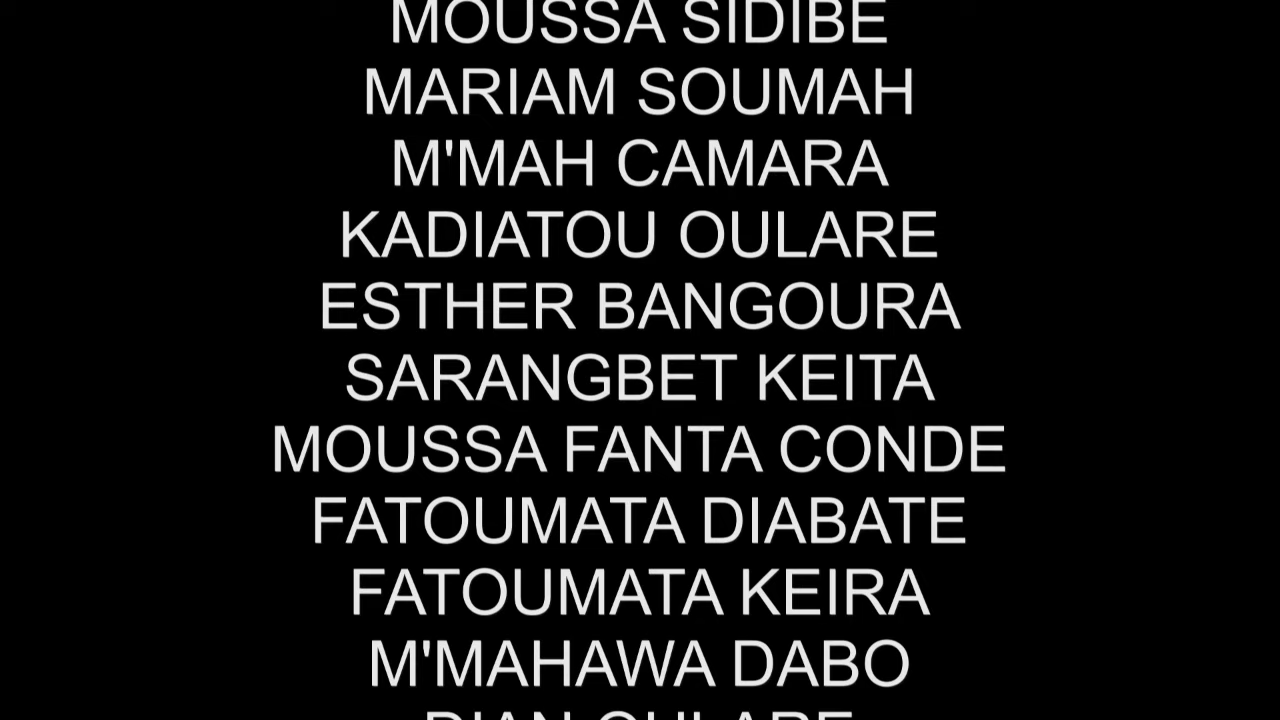 MOUSSA SIDIBE
MARIAM SOUMAH
M'MAH CAMARA
KADIATOU OULARE
ESTHER BANGOURA
SARANGBET KEITA
MOUSSA FANTA CONDE
FATOUMATA DIABATE
FATOUMATA KEIRA
M'MAHAWA DABO
OULARE